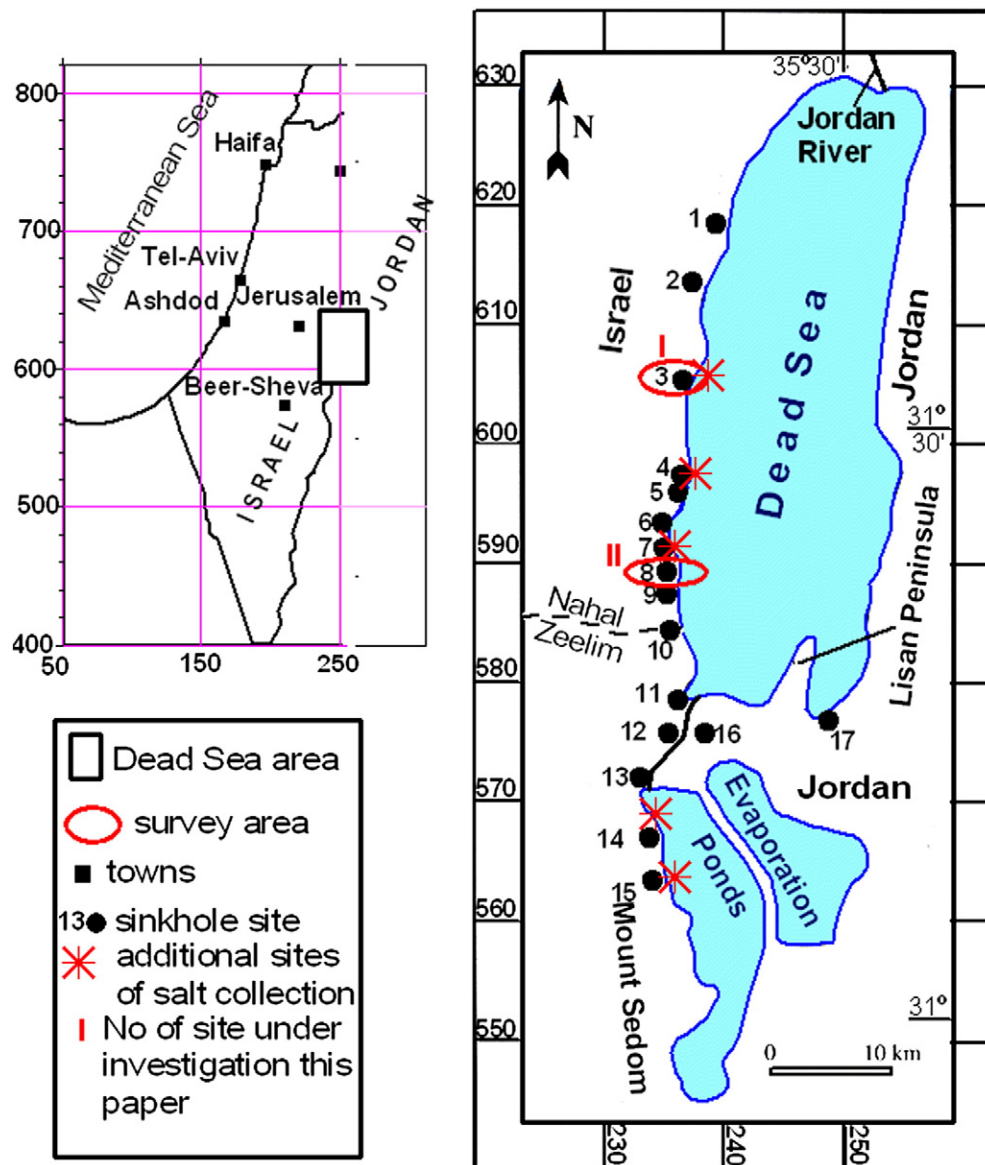 800
700
600
500
400
50
150
250
Mediterranean Sea
Haifa
Tel-Aviv
Ashdod
Jerusalem
Beer-Sheva
ISRAEL
JORDAN
Dead Sea area
survey area
towns
13 sinkhole site
additional sites
of salt collection
I No of site under
investigation this
paper
630
620
610
600
590
580
570
560
550
230
240
250
N
35º30'
Jordan
River
1
2
Israel
I
3
Dead Sea
Jordan
31º
30'
4
5
6
7
II
8
9
Nahal
Zeelim
10
Lisan Peninsula
11
12
16
17
13
Jordan
14
15
Evaporation
Ponds
Mount Sedom
31º
0
10 km